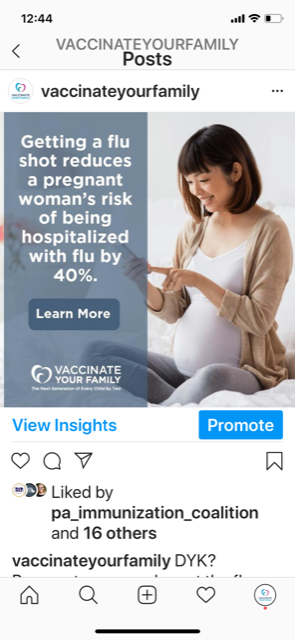 12:44
VACCINATEYOURFAMILY
Posts
vaccinateyourfamily
Getting a flu
shot reduces
a pregnant
woman's risk
of being
hospitalized
with flu by
40%.
Learn More
VACCINATE
YOUR FAMILY
The Next Generation of Every Child By Two
View Insights
Promote
Liked by
pa_immunization_coalition
and 16 others
vaccinateyourfamily DYK?